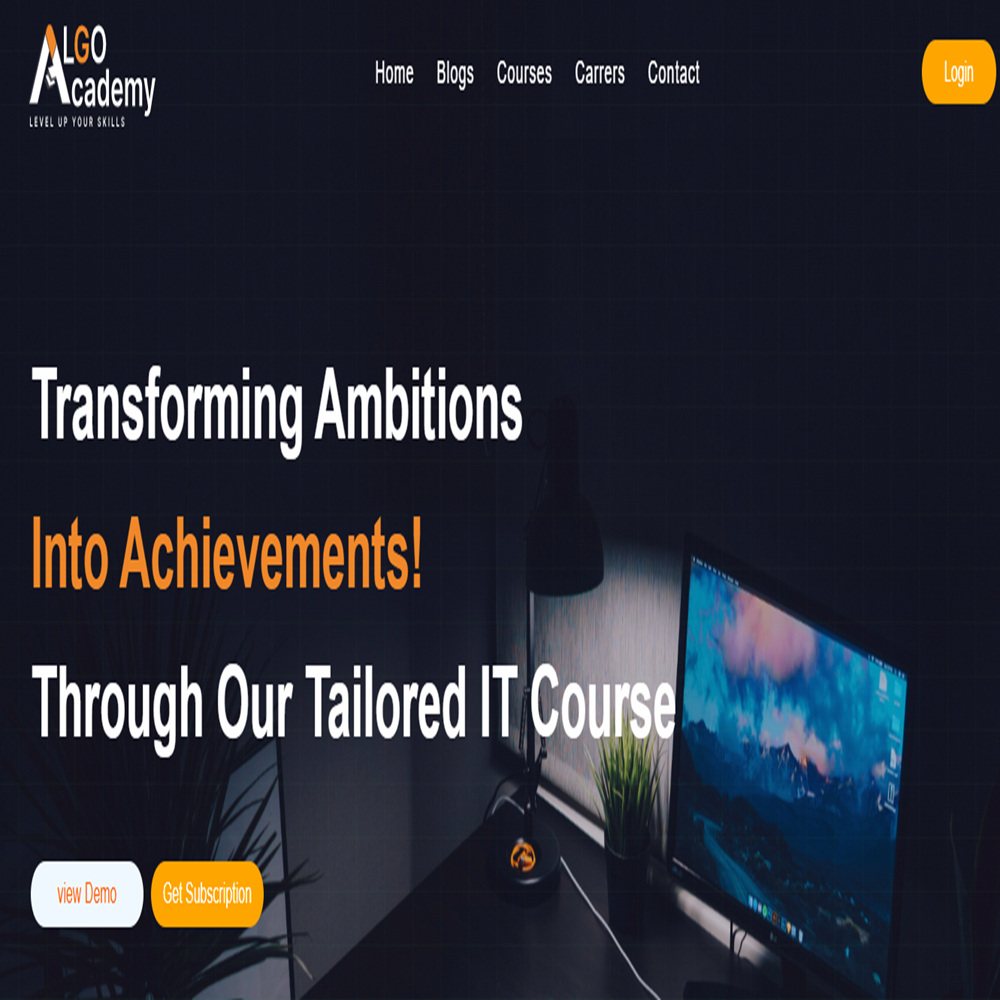 ALGO
Academy
LEVEL UP YOUR SKILLS
Home Blogs Courses Carrers Contact
Login
Transforming Ambitions
Into Achievements!
Through Our Tailored IT Course
view Demo Get Subscription